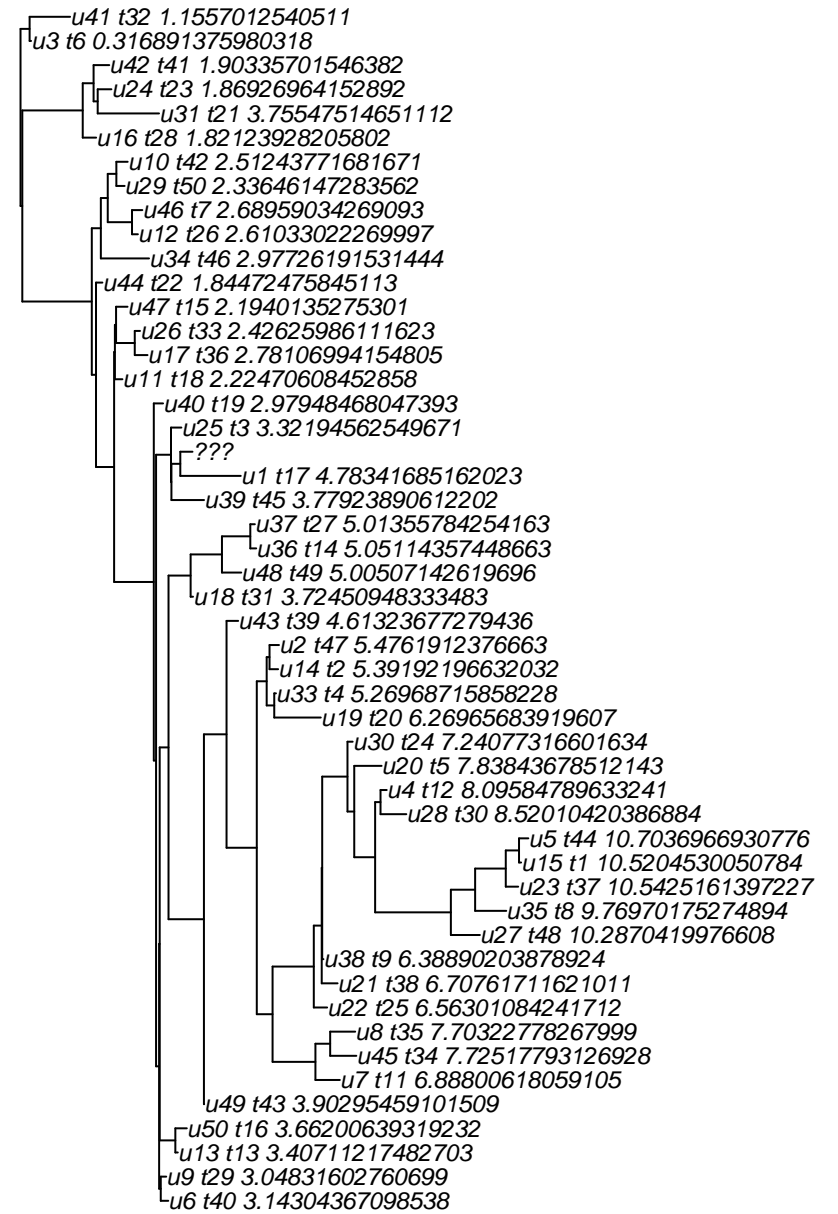 u41 t32 1.1557012540511
u3 t6 0.316891375980318
u42 t41 1.90335701546382
u24 t23 1.86926964152892
u31 t21 3.75547514651112
u16 t28 1.82123928205802
u10 t42 2.51243771681671
u29 t50 2.33646147283562
u46 t7 2.68959034269093
u12 t26 2.61033022269997
u34 t46 2.97726191531444
u44 t22 1.84472475845113
u47 t15 2.1940135275301
u26 t33 2.42625986111623
u17 t36 2.78106994154805
u11 t18 2.22470608452858
u40 t19 2.97948468047393
u25 t3 3.32194562549671
???
u1 t17 4.78341685162023
u39 t45 3.77923890612202
u37 t27 5.01355784254163
u36 t14 5.05114357448663
u48 t49 5.00507142619696
u18 t31 3.72450948333483
u43 t39 4.61323677279436
u2 t47 5.4761912376663
u14 t2 5.39192196632032
u33 t4 5.26968715858228
u19 t20 6.26965683919607
u30 t24 7.24077316601634
u20 t5 7.83843678512143
u4 t12 8.09584789633241
u28 t30 8.52010420386884
u5 t44 10.7036966930776
u15 t1 10.5204530050784
u23 t37 10.5425161397227
u35 t8 9.76970175274894
u27 t48 10.2870419976608
u38 t9 6.38890203878924
u21 t38 6.70761711621011
u22 t25 6.56301084241712
u8 t35 7.70322778267999
u45 t34 7.72517793126928
u7 t11 6.88800618059105
u49 t43 3.90295459101509
u50 t16 3.66200639319232
u13 t13 3.40711217482703
u9 t29 3.04831602760699
u6 t40 3.14304367098538